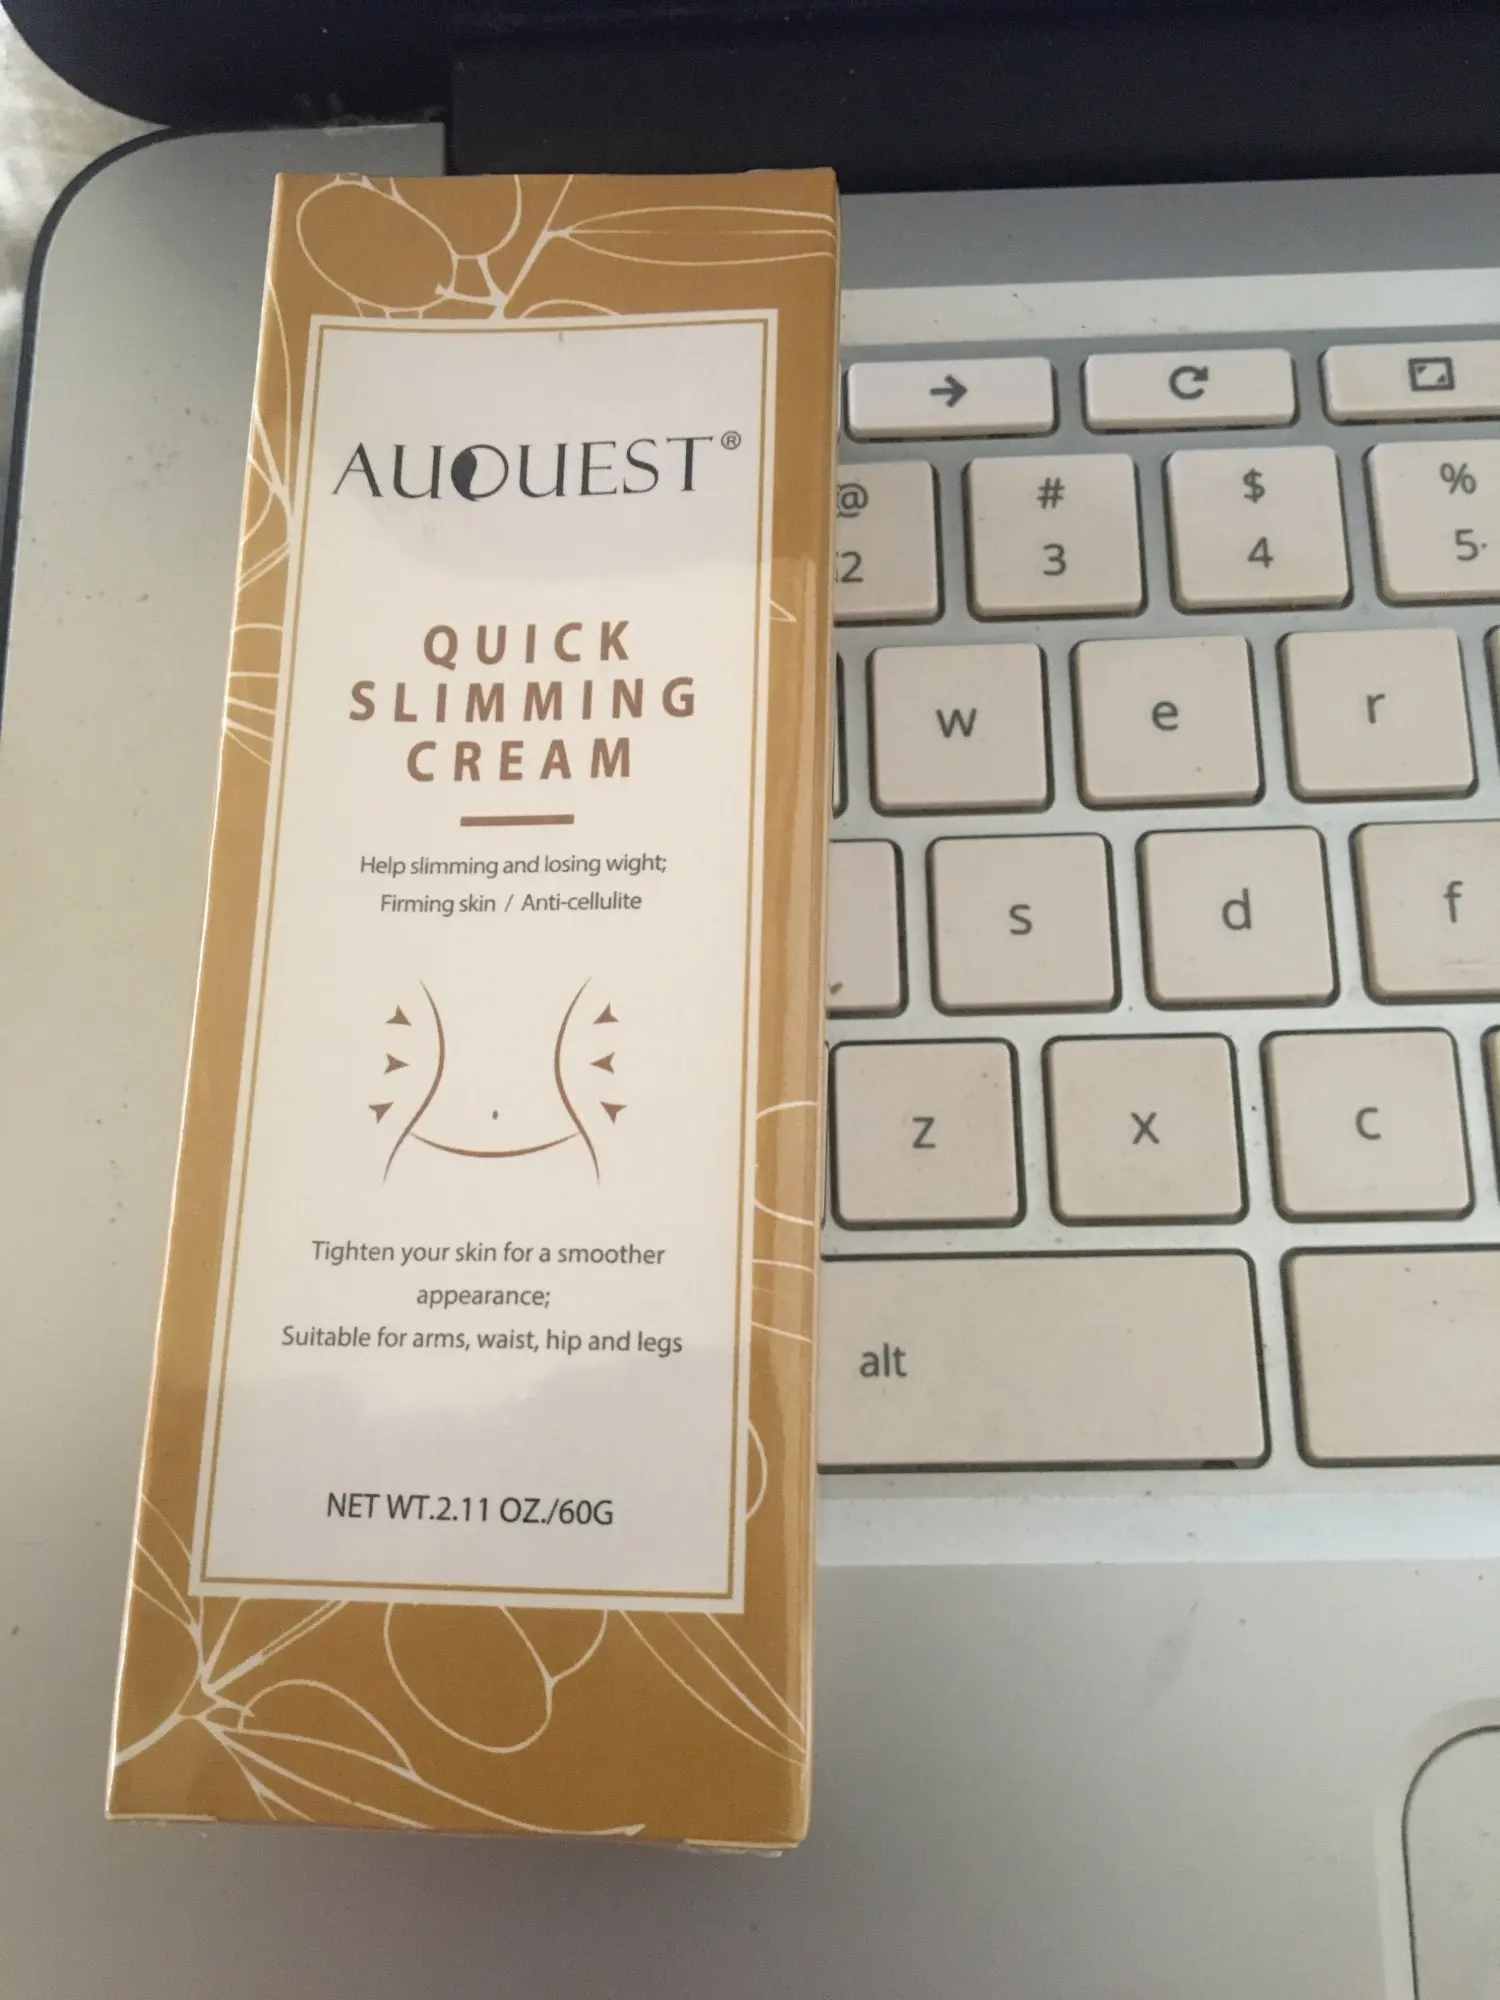 AUQUEST®
QUICK
SLIMMING
CREAM
Help slimming and losing wight;
Firming skin / Anti-cellulite
Tighten your skin for a smoother
appearance;
Suitable for arms, waist, hip and legs
NET WT.2.11 OZ./60G
→
@ # $ %
2 3 4 5
w e r
s d f
z x c
alt